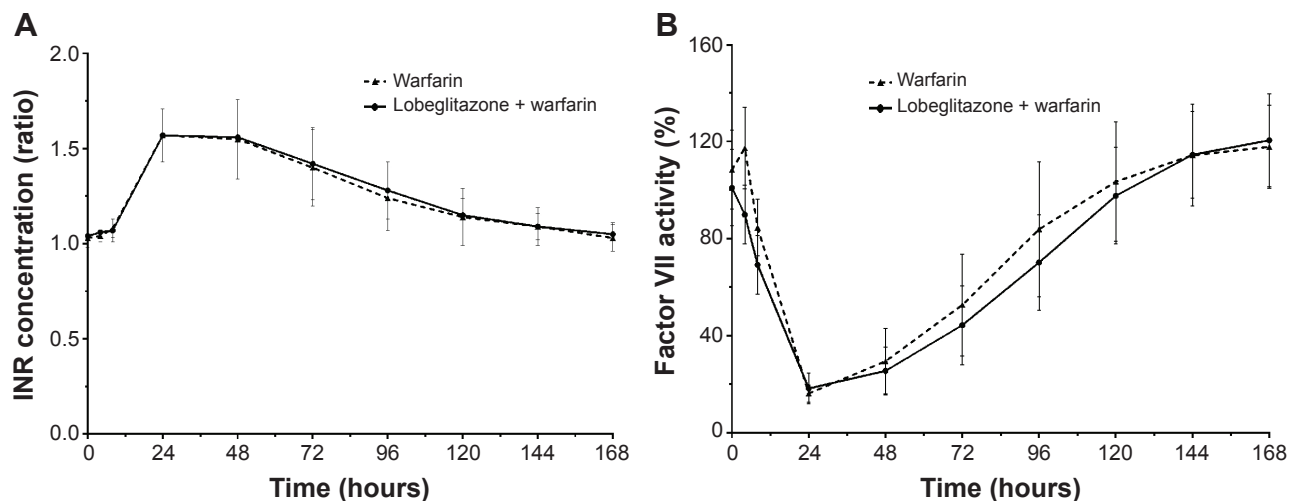 A
INR concentration (ratio)
2.0
1.5
1.0
0.5
0.0
Warfarin
Lobeglitazone + warfarin
0 24 48 72 96 120 144 168
Time (hours)
B
Factor VII activity (%)
160
120
80
40
0
Warfarin
Lobeglitazone + warfarin
0 24 48 72 96 120 144 168
Time (hours)